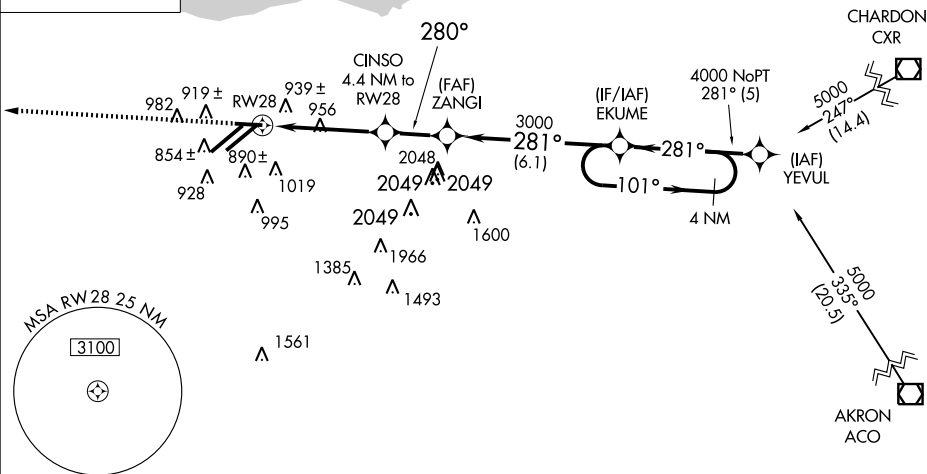 CHARDON
CXR
280°
CINSO
4.4 NM to
RW28
(FAF)
ZANGI
(IF/IAF)
EKUME
4000 NoPT
281° (5)
5000
247°
(14.4)
982
919 ±
RW28
939 ±
956
3000
281°
(6.1)
281°
(IAF)
YEVUL
854 ±
890 ±
928
1019
995
2048
2049
2049
2049
1600
101°
4 NM
1966
1385
1493
5000
335°
(20.5)
MSA RW28 25 NM
3100
1561
AKRON
ACO